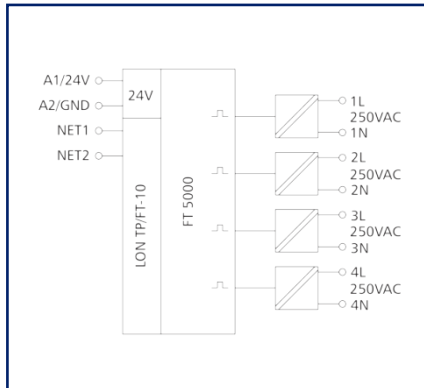 A1/24V
A2/GND
NET1
NET2
24V
LON TP/FT-10
FT 5000
1L
250VAC
1N
2L
250VAC
2N
3L
250VAC
3N
4L
250VAC
4N